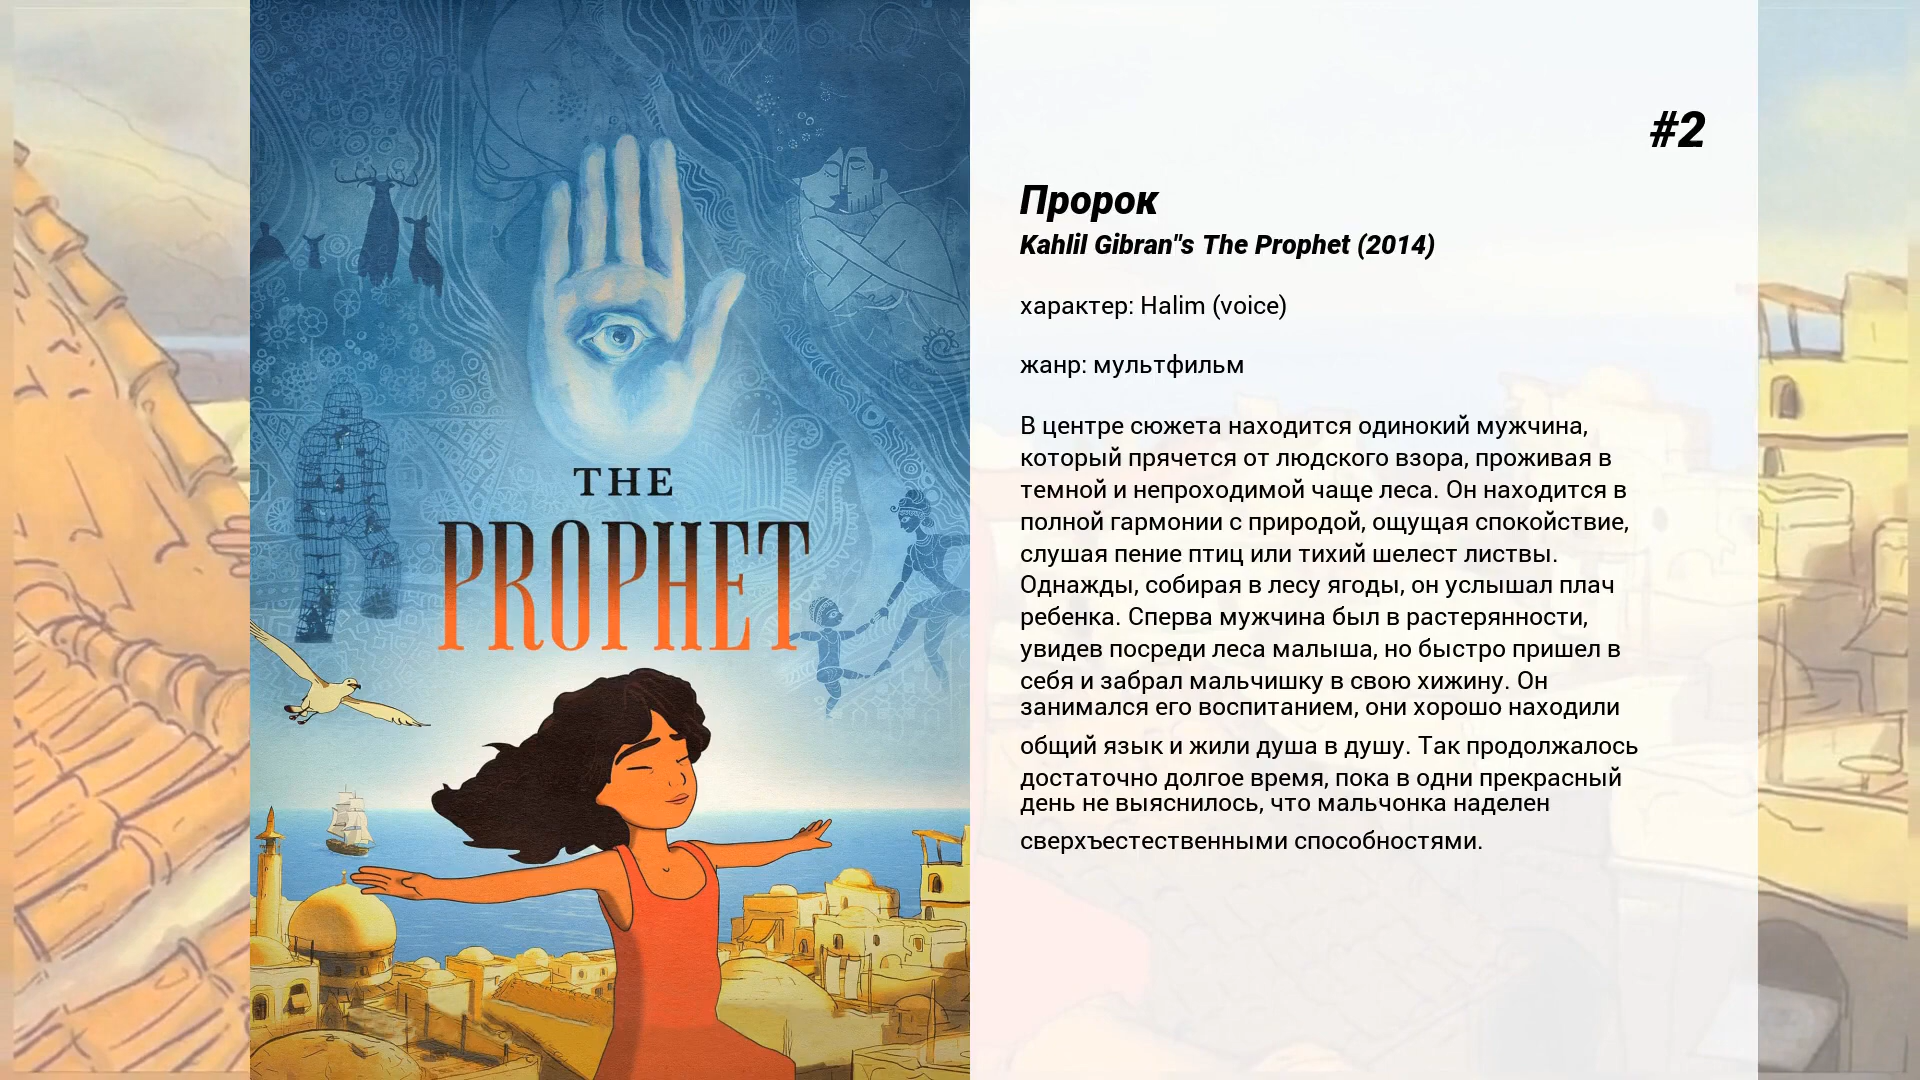 THE
PROPHET
#2
Пророк
Kahlil Gibran"s The Prophet (2014)
характер: Halim (voice)
жанр: мультфильм
В центре сюжета находится одинокий мужчина,
который прячется от людского взора, проживая в
темной и непроходимой чаще леса. Он находится в
полной гармонии с природой, ощущая спокойствие,
слушая пение птиц или тихий шелест листвы.
Однажды, собирая в лесу ягоды, он услышал плач
ребенка. Сперва мужчина был в растерянности,
увидев посреди леса малыша, но быстро пришел в
себя и забрал мальчишку в свою хижину. Он
занимался его воспитанием, они хорошо находили
общий язык и жили душа в душу. Так продолжалось
достаточно долгое время, пока в одни прекрасный
день не выяснилось, что мальчонка наделен
сверхъестественными способностями.